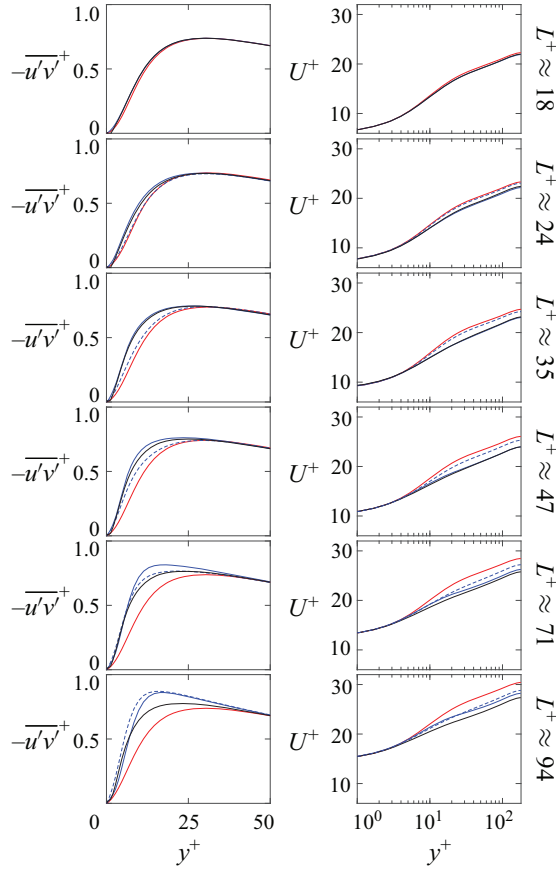 1.0
−u′v′⁺
0.5
0
30
U⁺
20
10
L⁺ ≈ 18
1.0
−u′v′⁺
0.5
0
30
U⁺
20
10
L⁺ ≈ 24
1.0
−u′v′⁺
0.5
0
30
U⁺
20
10
L⁺ ≈ 35
1.0
−u′v′⁺
0.5
0
30
U⁺
20
10
L⁺ ≈ 47
1.0
−u′v′⁺
0.5
0
30
U⁺
20
10
L⁺ ≈ 71
1.0
−u′v′⁺
0.5
0
30
U⁺
20
10
L⁺ ≈ 94
0 25 50
y⁺
10⁰ 10¹ 10²
y⁺